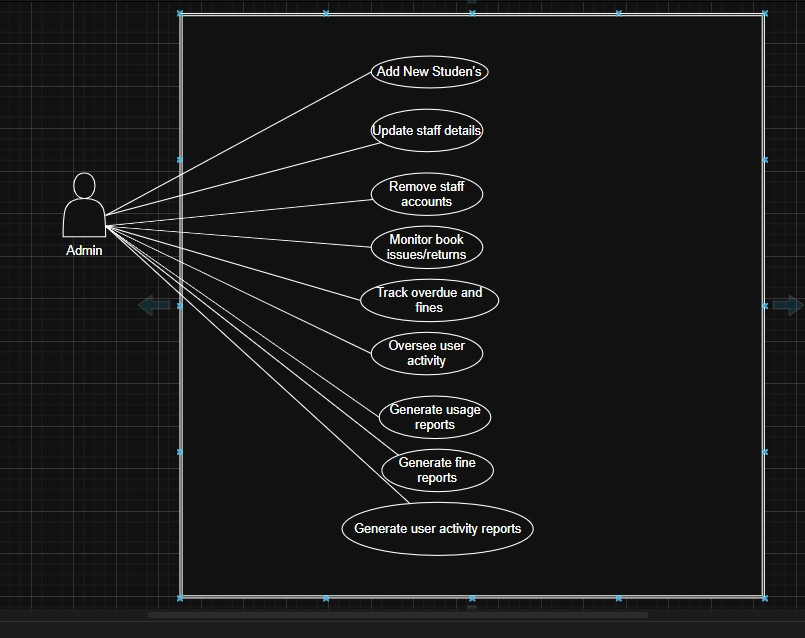 Add New Studen's
Update staff details
Remove staff
accounts
Admin
Monitor book
issues/returns
Track overdue and
fines
Oversee user
activity
Generate usage
reports
Generate fine
reports
Generate user activity reports